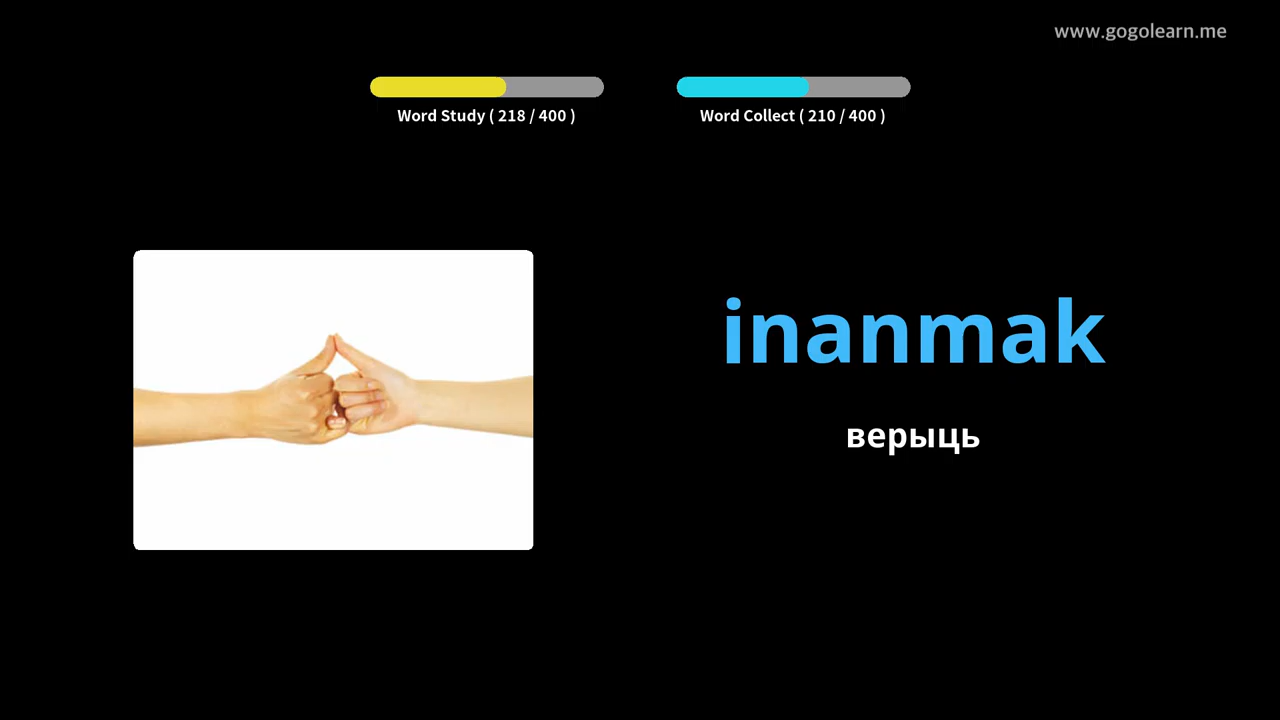 www.gogolearn.me
Word Study ( 218 / 400 )
Word Collect ( 210 / 400 )
inanmak
верыць